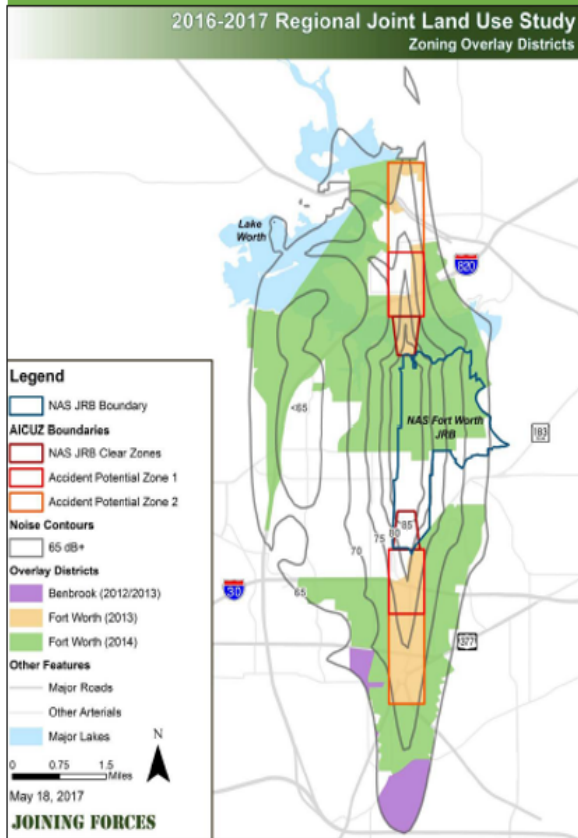 2016-2017 Regional Joint Land Use Study
Zoning Overlay Districts
Lake
Worth
820
<65
NAS Fort Worth
JRB
183
85
80
75
70
65
30
377
Legend
NAS JRB Boundary
AICUZ Boundaries
NAS JRB Clear Zones
Accident Potential Zone 1
Accident Potential Zone 2
Noise Contours
65 dB+
Overlay Districts
Benbrook (2012/2013)
Fort Worth (2013)
Fort Worth (2014)
Other Features
Major Roads
Other Arterials
Major Lakes
N
0 0.75 1.5
Miles
May 18, 2017
JOINING FORCES